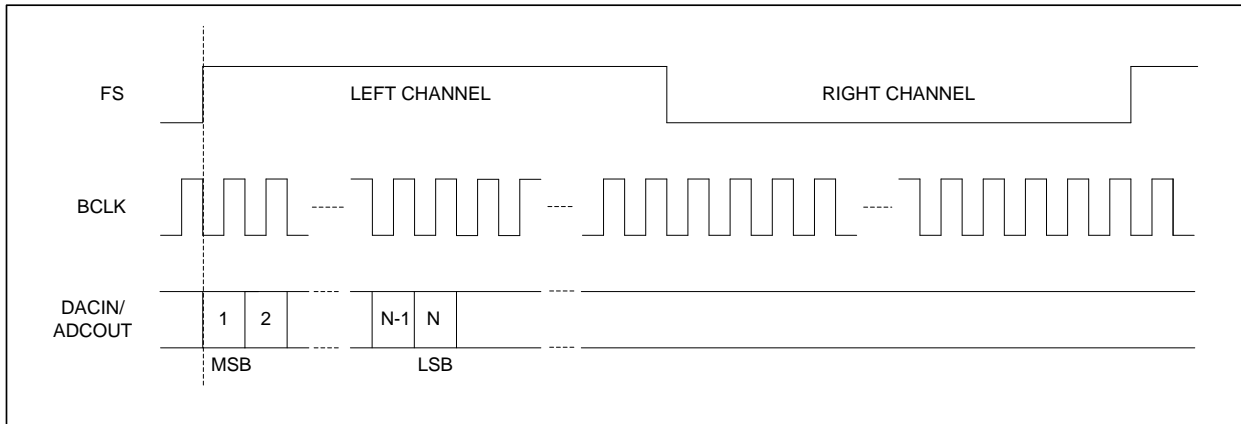 FS
LEFT CHANNEL
RIGHT CHANNEL
BCLK
DACIN/
ADCOUT
1
2
N-1
N
MSB
LSB